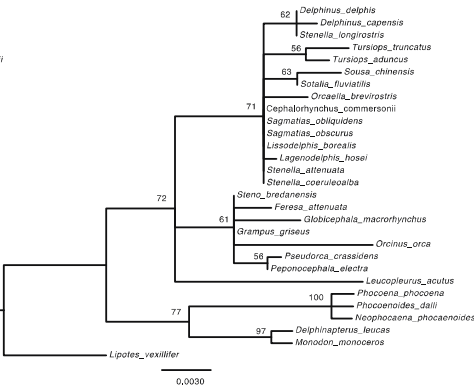 62
Delphinus_delphis
Delphinus_capensis
Stenella_longirostris
56
Tursiops_truncatus
Tursiops_aduncus
63
Sousa_chinensis
Sotalia_fluviatilis
Orcaella_brevirostris
71
Cephalorhynchus_commersonii
Sagmatias_obliquidens
Sagmatias_obscurus
Lissodelphis_borealis
Lagenodelphis_hosei
Stenella_attenuata
Stenella_coeruleoalba
72
Steno_bredanensis
Feresa_attenuata
61
Globicephala_macrorhynchus
Grampus_griseus
Orcinus_orca
56
Pseudorca_crassidens
Peponocephala_electra
Leucopleurus_acutus
100
Phocoena_phocoena
Phocoenoides_dalli
77
Neophocaena_phocaenoides
97
Delphinapterus_leucas
Monodon_monoceros
Lipotes_vexillifer
0.0030